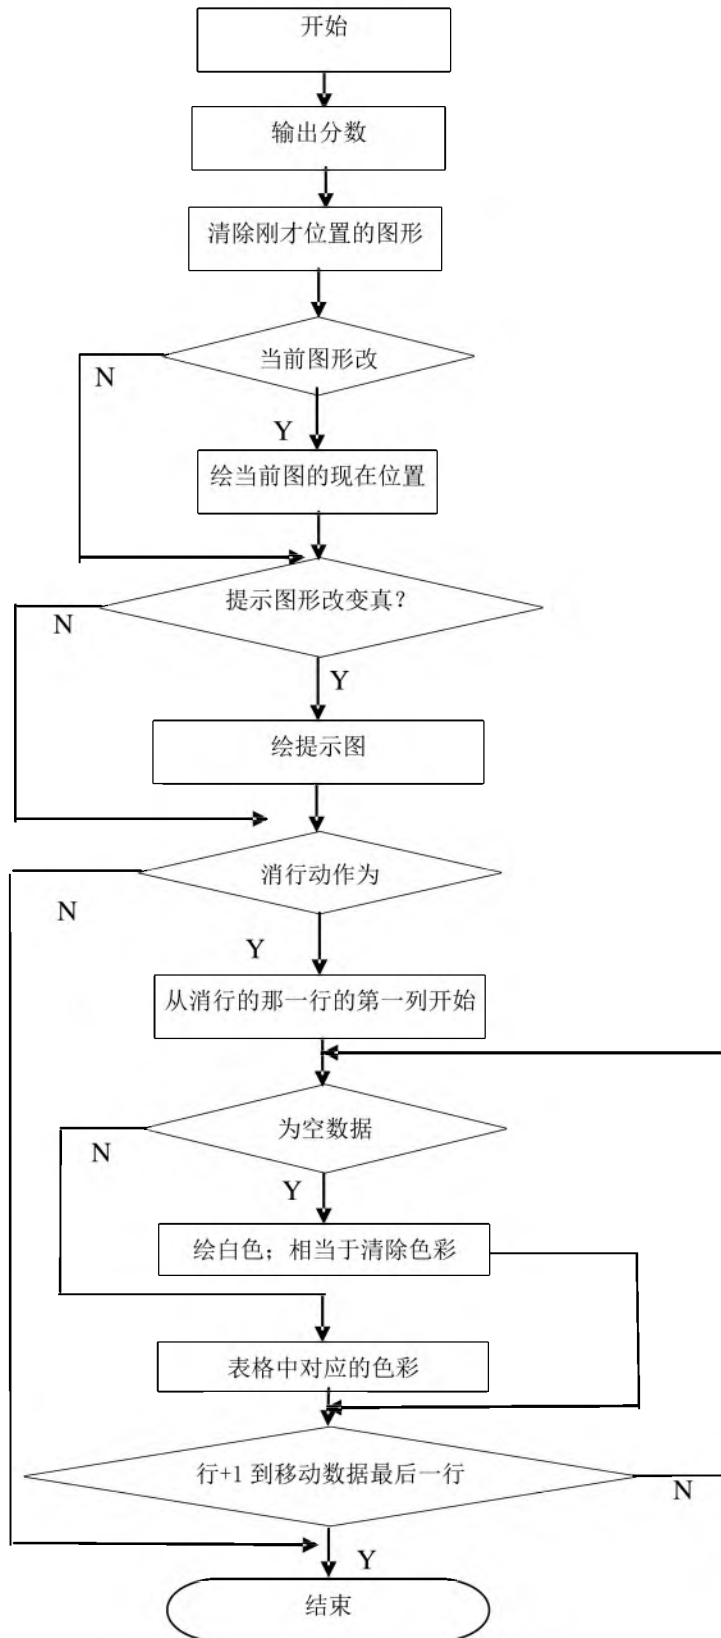 开始
输出分数
清除刚才位置的图形
当前图形改
N
Y
绘当前图的现在位置
提示图形改变真？
N
Y
绘提示图
消行动作为
N
Y
从消行的那一行的第一列开始
为空数据
N
Y
绘白色；相当于清除色彩
表格中对应的色彩
行+1 到移动数据最后一行
N
Y
结束